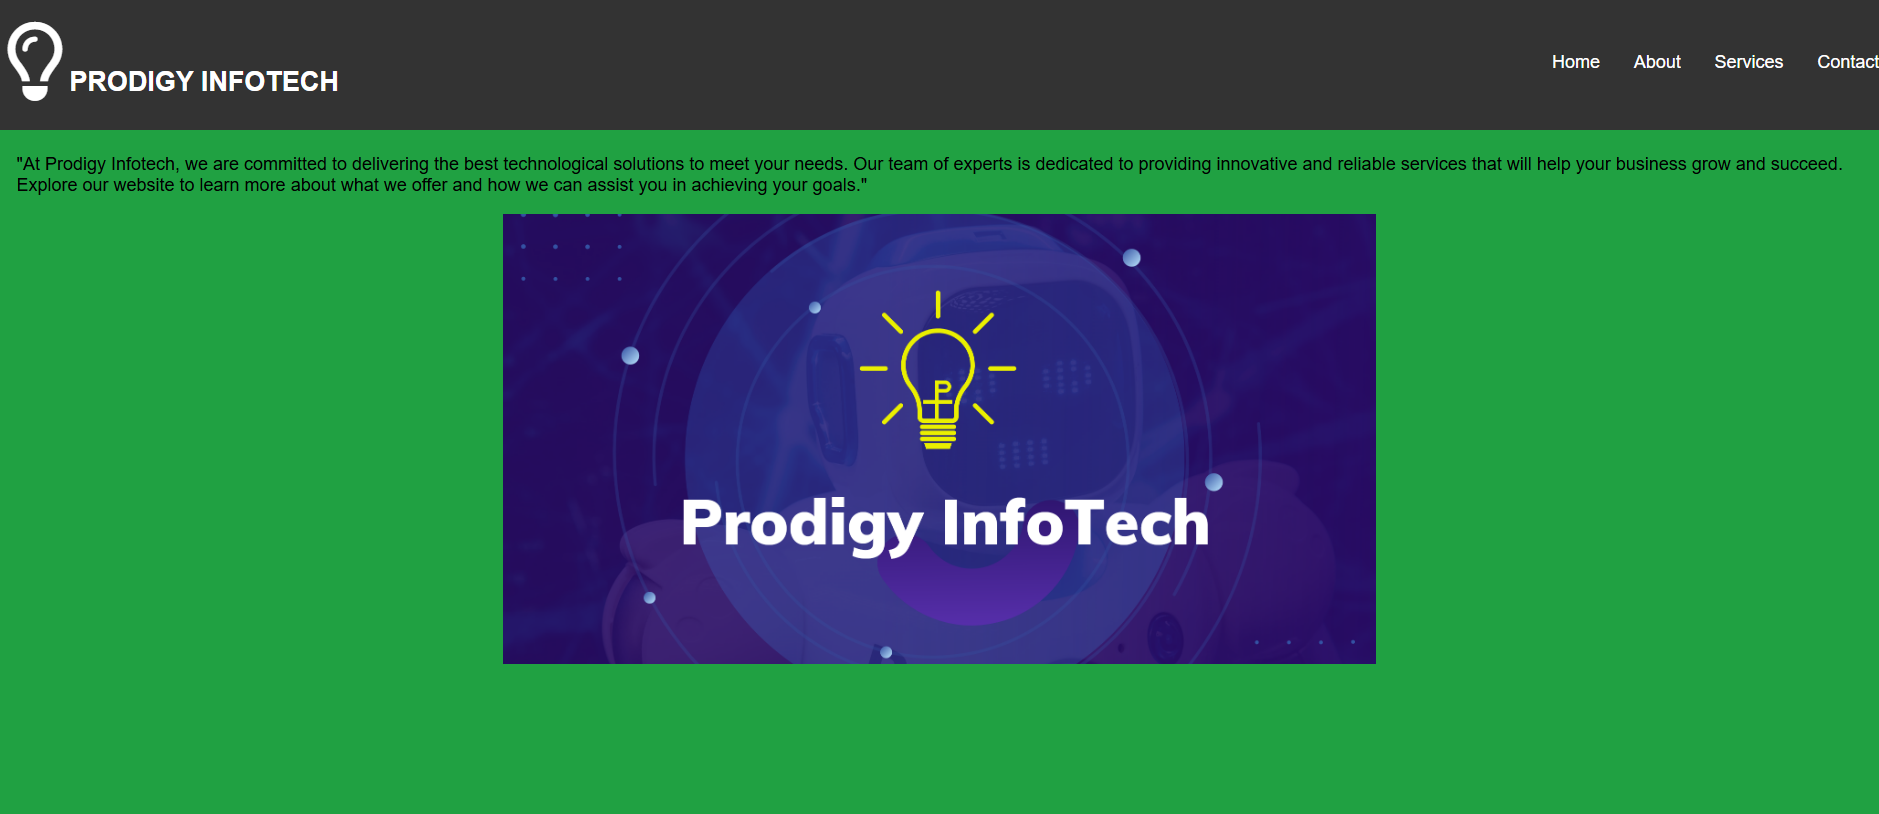 PRODIGY INFOTECH
Home About Services Contact
"At Prodigy Infotech, we are committed to delivering the best technological solutions to meet your needs. Our team of experts is dedicated to providing innovative and reliable services that will help your business grow and succeed.
Explore our website to learn more about what we offer and how we can assist you in achieving your goals."
P
Prodigy InfoTech